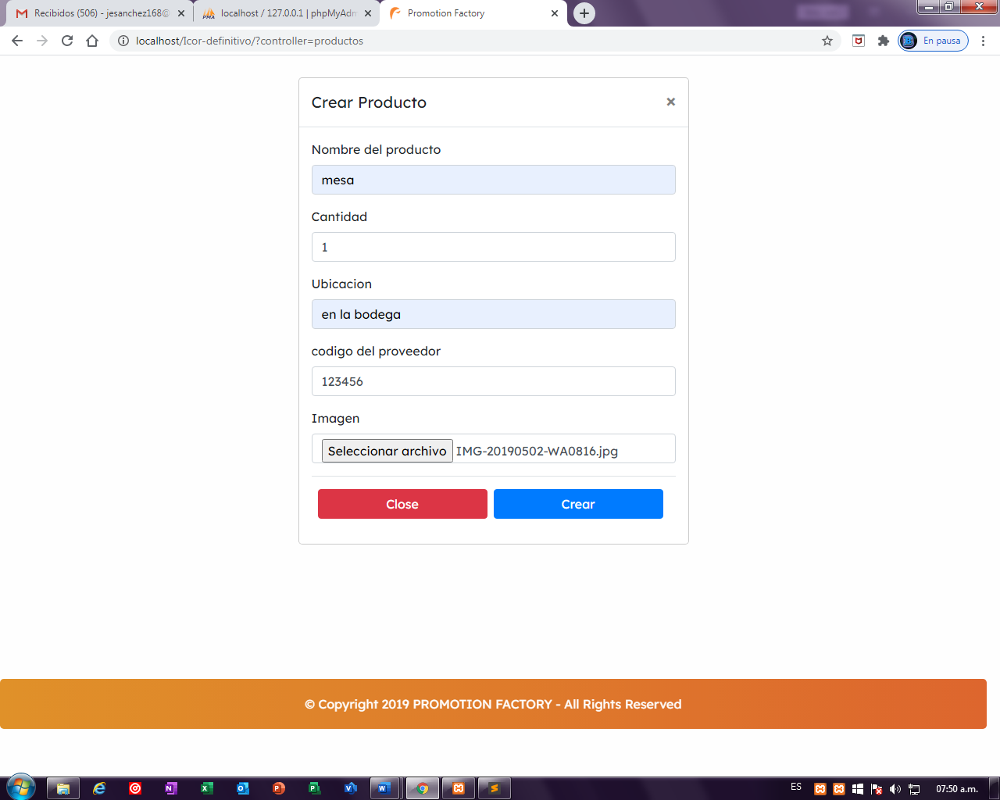 Recibidos (506) - jesanchez168@
localhost / 127.0.0.1 | phpMyAdm
Promotion Factory
localhost/Icor-definitivo/?controller=productos
En pausa
Crear Producto
Nombre del producto
mesa
Cantidad
1
Ubicacion
en la bodega
codigo del proveedor
123456
Imagen
Seleccionar archivo IMG-20190502-WA0816.jpg
Close Crear
© Copyright 2019 PROMOTION FACTORY - All Rights Reserved
ES
07:50 a.m.